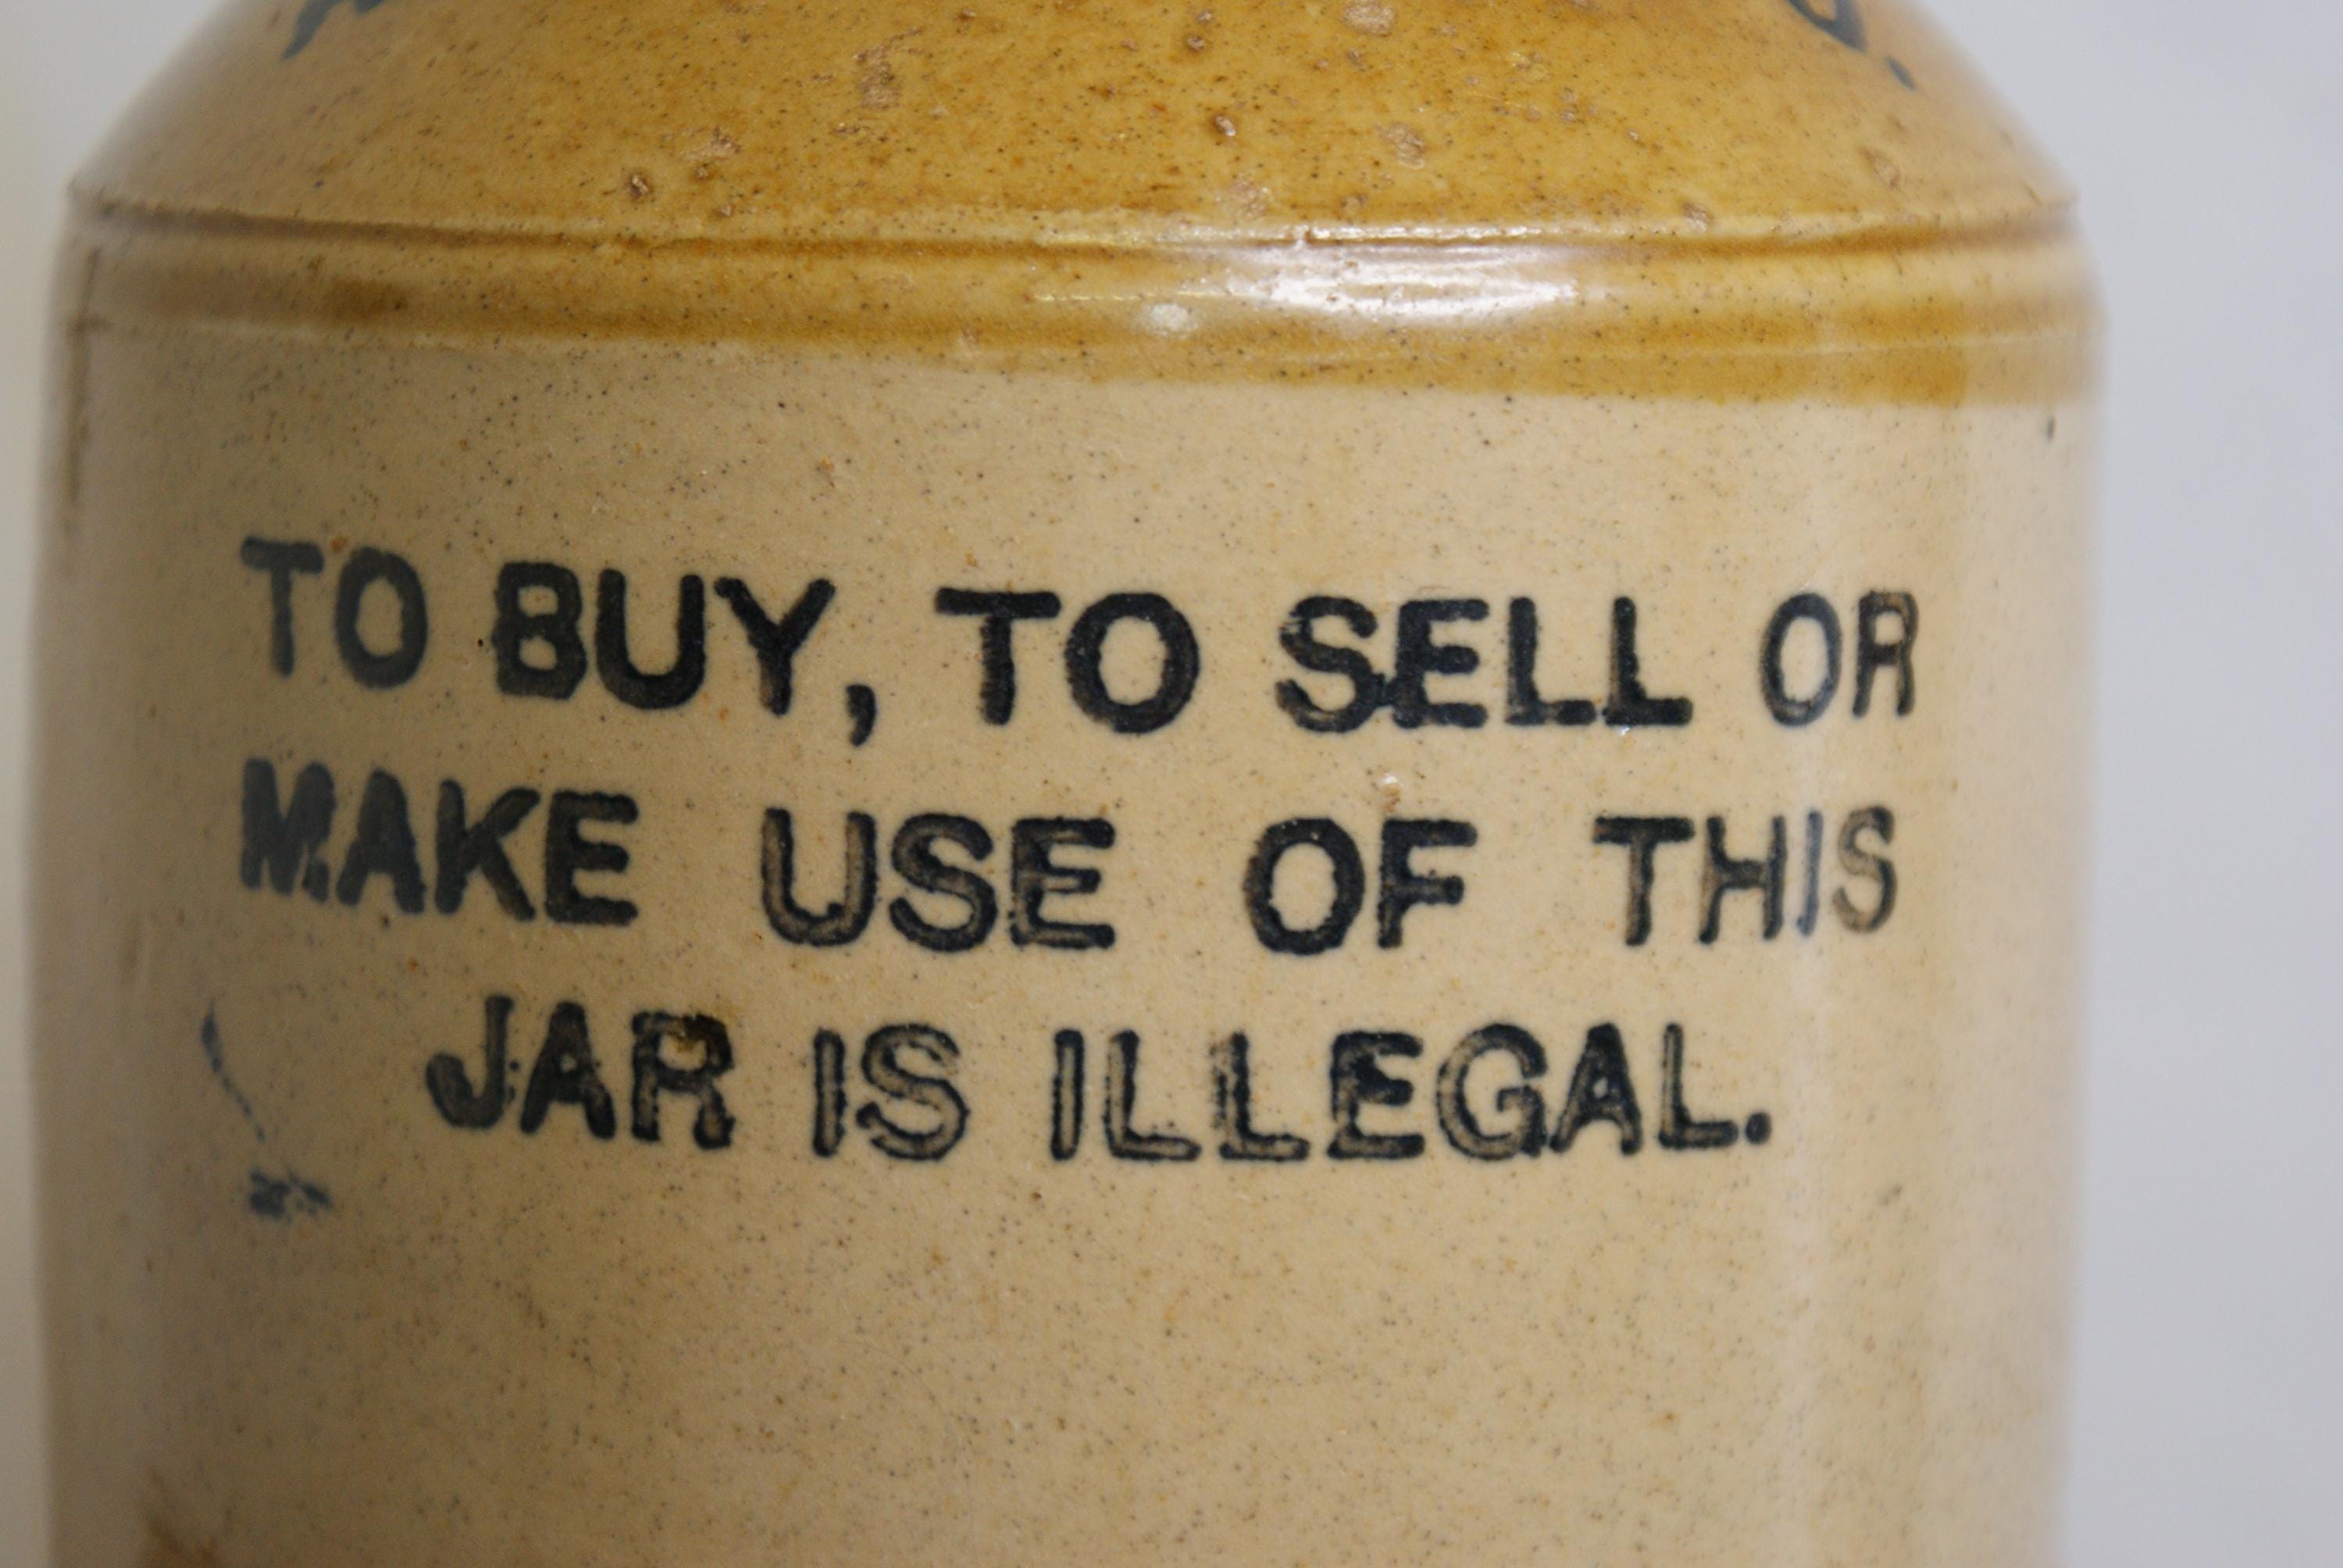 TO BUY, TO SELL OR
MAKE USE OF THIS
JAR IS ILLEGAL.